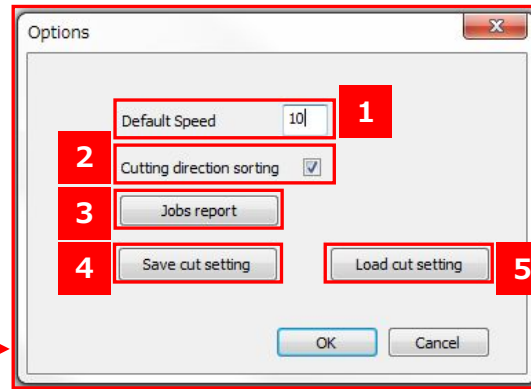 Options
x
Default Speed 10 1
2 Cutting direction sorting
3 Jobs report
4 Save cut setting Load cut setting 5
OK Cancel